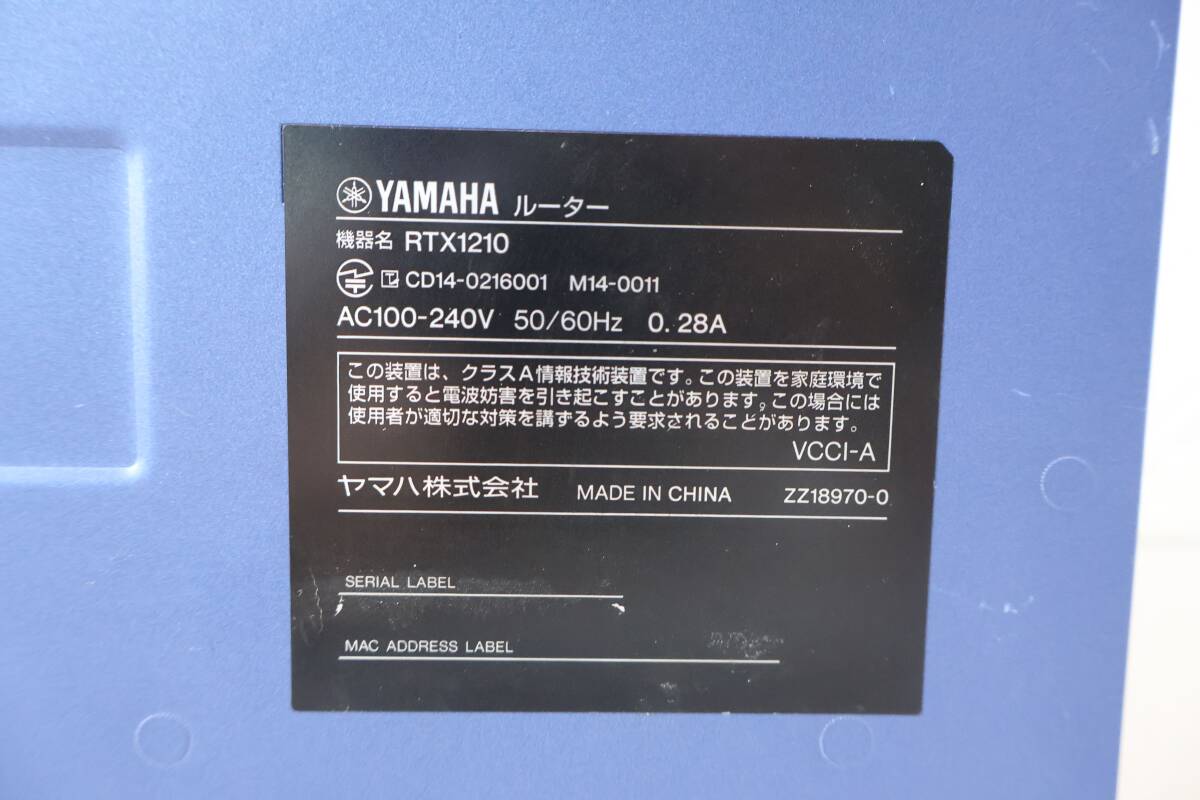 YAMAHA ルーター
機器名 RTX1210
T CD14-0216001 M14-0011
AC100-240V 50/60Hz 0.28A
この装置は、クラスA情報技術装置です。この装置を家庭環境で
使用すると電波妨害を引き起こすことがあります。この場合には
使用者が適切な対策を講ずるよう要求されることがあります。
VCCI-A
ヤマハ株式会社 MADE IN CHINA ZZ18970-0
SERIAL LABEL
MAC ADDRESS LABEL